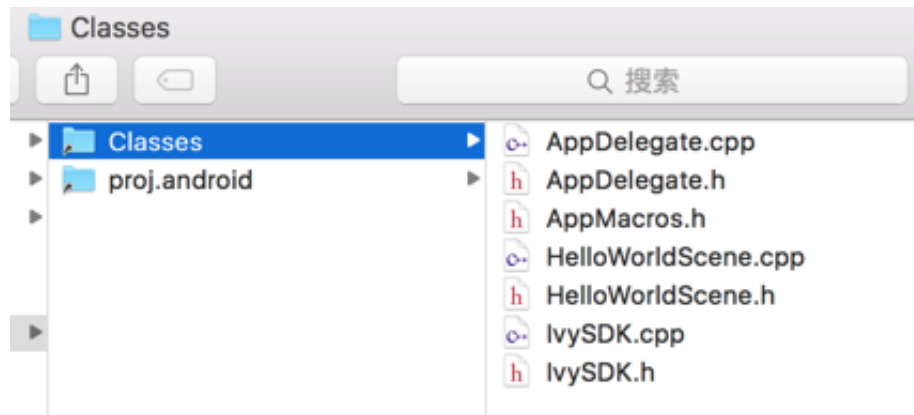 Classes
搜索
Classes
proj.android
AppDelegate.cpp
AppDelegate.h
AppMacros.h
HelloWorldScene.cpp
HelloWorldScene.h
IvySDK.cpp
IvySDK.h